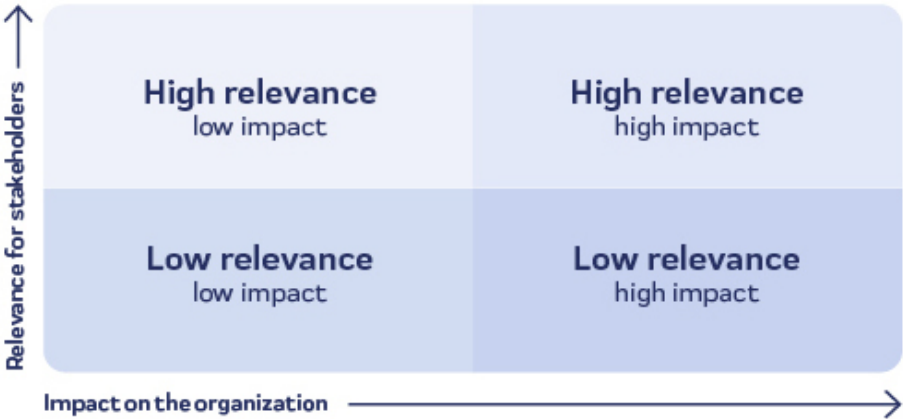 Relevance for stakeholders
High relevance
low impact
High relevance
high impact
Low relevance
low impact
Low relevance
high impact
Impact on the organization